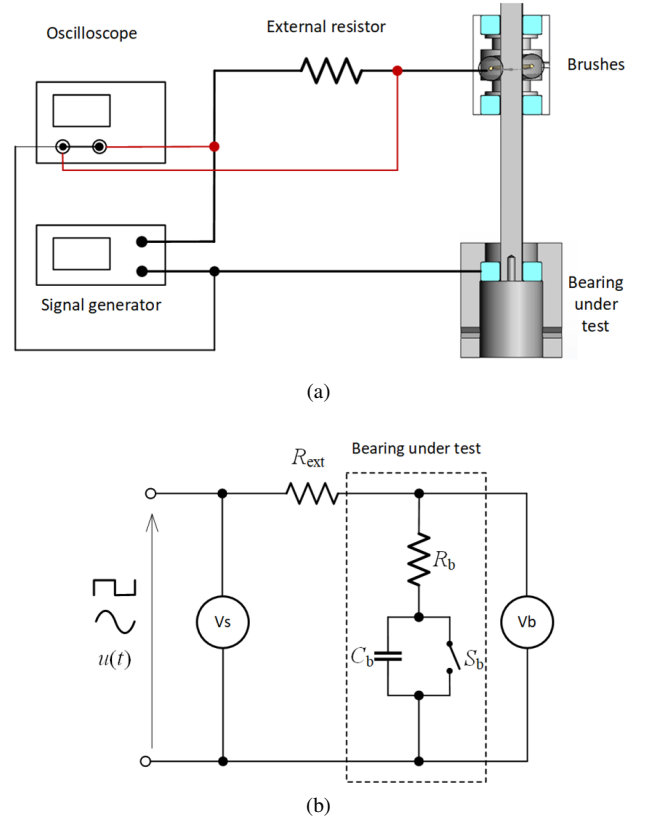 Oscilloscope
External resistor
Brushes
Signal generator
Bearing
under
test
(a)
Bearing under test
Rext
Rb
Vs
Vb
Cb
Sb
u(t)
(b)